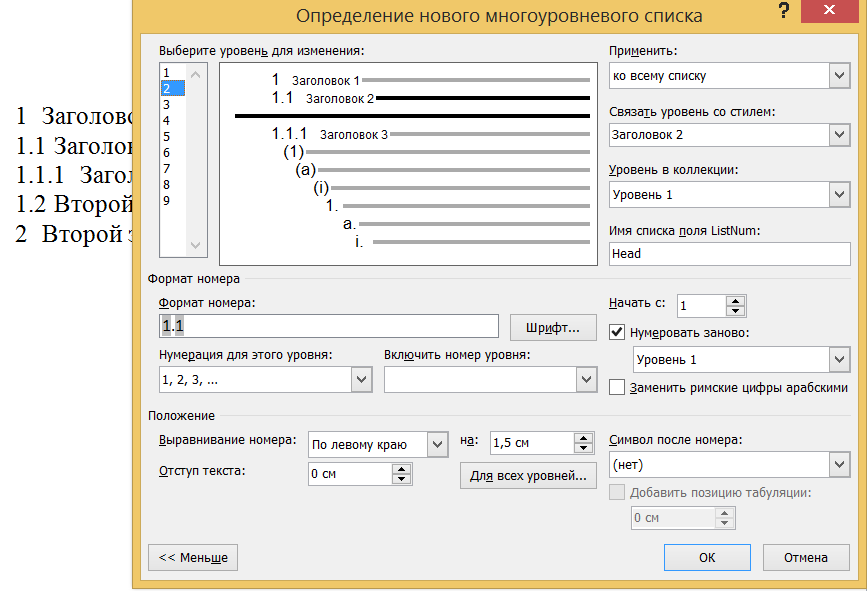 Определение нового многоуровневого списка
?
1 Заголово
1.1 Заголо
1.1.1 Заго
1.2 Второй
2 Второй
Выберите уровень для изменения:
1
2
3
4
5
6
7
8
9
1 Заголовок 1
1.1 Заголовок 2
1.1.1 Заголовок 3
(1)
(a)
(i)
1.
a.
i.
Применить:
ко всему списку
Связать уровень со стилем:
Заголовок 2
Уровень в коллекции:
Уровень 1
Имя списка поля ListNum:
Head
Формат номера
Формат номера:
1.1
Шрифт...
Нумерация для этого уровня:
1, 2, 3, ...
Включить номер уровня:
Начать с:
1
Нумеровать заново:
Уровень 1
Заменить римские цифры арабскими
Положение
Выравнивание номера:
По левому краю
на:
1,5 см
Отступ текста:
0 см
Для всех уровней...
Символ после номера:
(нет)
Добавить позицию табуляции:
0 см
<< Меньше
ОК
Отмена